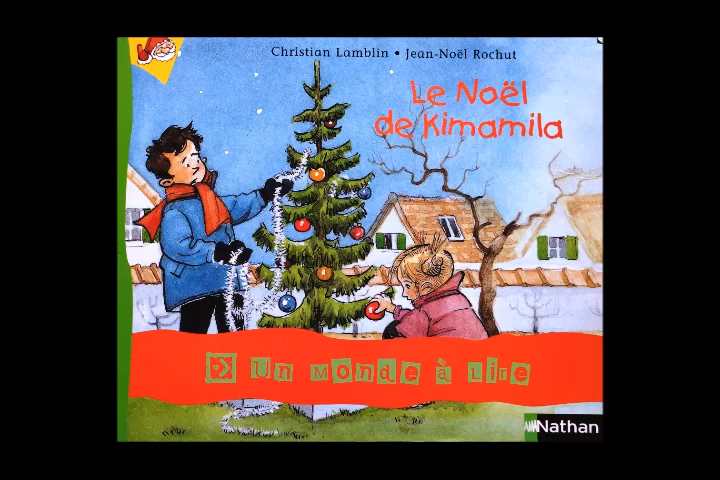 Christian Lamblin • Jean-Noël Rochut
Le Noël
de Kimamila
Un monde à lire
Nathan